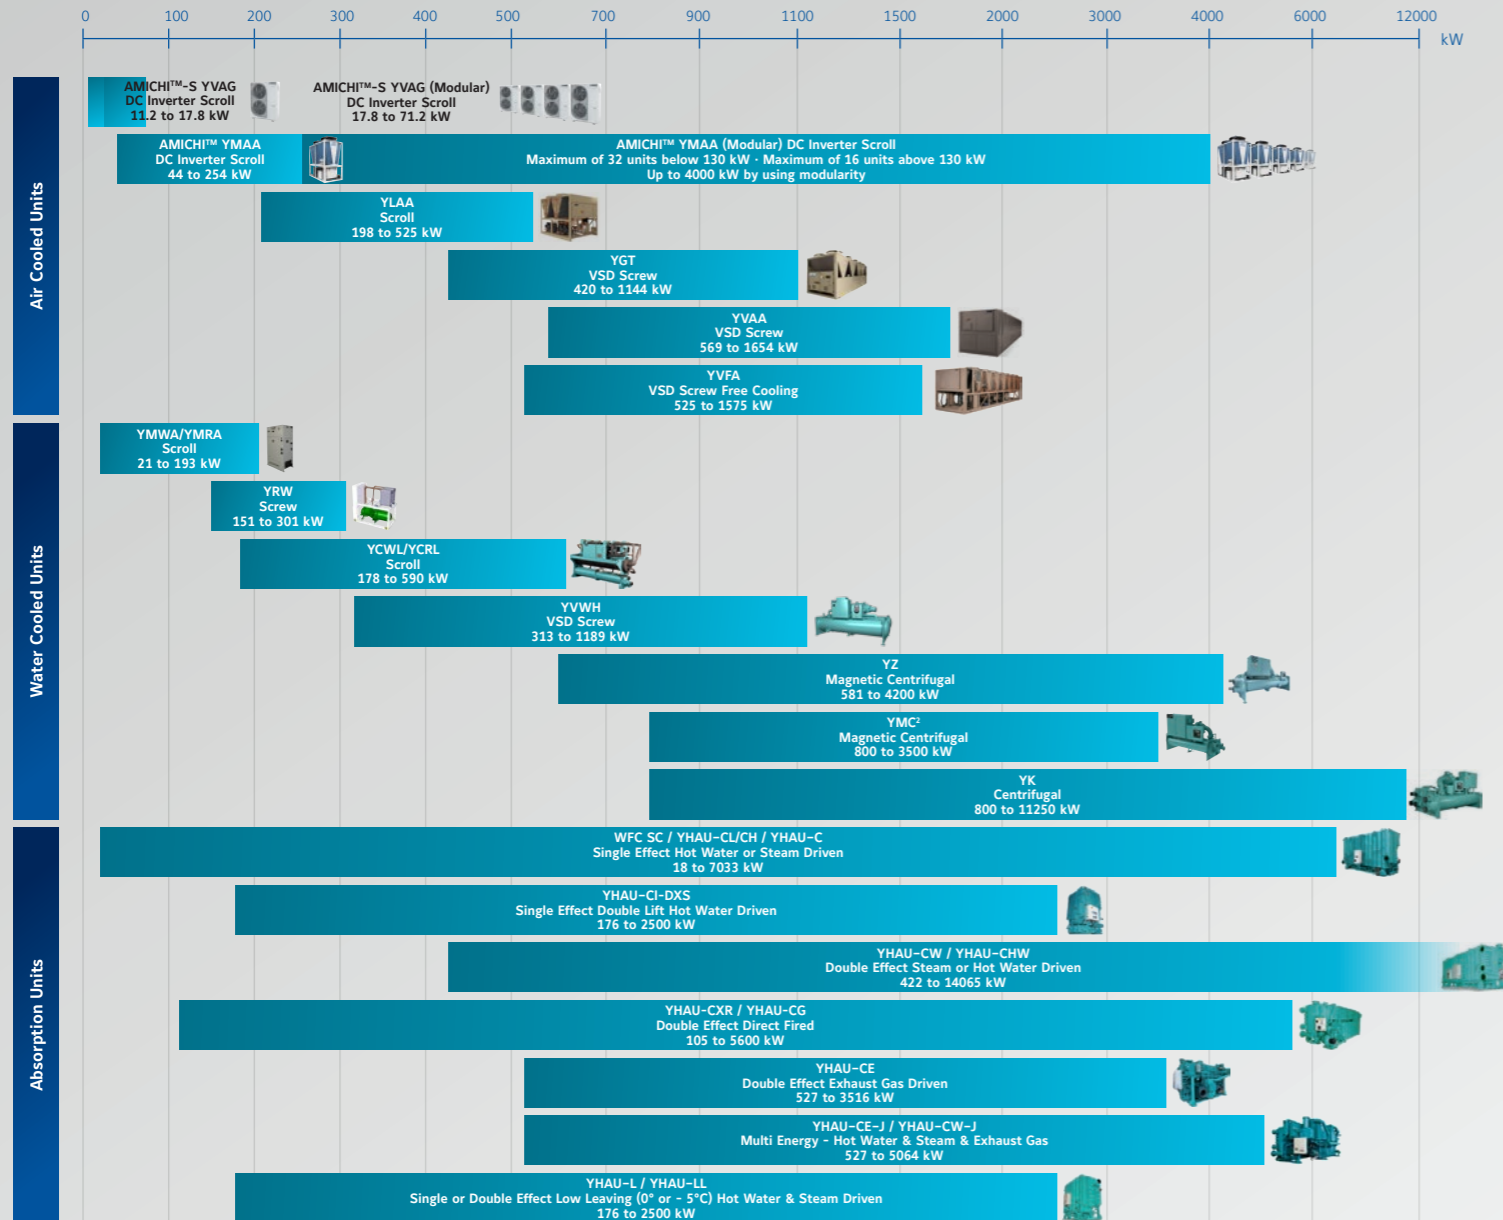 0 100 200 300 400 500 700 900 1100 1500 2000 3000 4000 6000 12000
kW
Air Cooled Units
AMICHI™-S YVAG
DC Inverter Scroll
11.2 to 17.8 kW
AMICHI™-S YVAG (Modular)
DC Inverter Scroll
17.8 to 71.2 kW
AMICHI™ YMAA
DC Inverter Scroll
44 to 254 kW
AMICHI™ YMAA (Modular) DC Inverter Scroll
Maximum of 32 units below 130 kW · Maximum of 16 units above 130 kW
Up to 4000 kW by using modularity
YLAA
Scroll
198 to 525 kW
YGT
VSD Screw
420 to 1144 kW
YVAA
VSD Screw
569 to 1654 kW
YVFA
VSD Screw Free Cooling
525 to 1575 kW
Water Cooled Units
YMWA/YMRA
Scroll
21 to 193 kW
YRW
Screw
151 to 301 kW
YCWL/YCRL
Scroll
178 to 590 kW
YVWH
VSD Screw
313 to 1189 kW
YZ
Magnetic Centrifugal
581 to 4200 kW
YMC²
Magnetic Centrifugal
800 to 3500 kW
YK
Centrifugal
800 to 11250 kW
Absorption Units
WFC SC / YHAU-CL/CH / YHAU-C
Single Effect Hot Water or Steam Driven
18 to 7033 kW
YHAU-CI-DXS
Single Effect Double Lift Hot Water Driven
176 to 2500 kW
YHAU-CW / YHAU-CHW
Double Effect Steam or Hot Water Driven
422 to 14065 kW
YHAU-CXR / YHAU-CG
Double Effect Direct Fired
105 to 5600 kW
YHAU-CE
Double Effect Exhaust Gas Driven
527 to 3516 kW
YHAU-CE-J / YHAU-CW-J
Multi Energy - Hot Water & Steam & Exhaust Gas
527 to 5064 kW
YHAU-L / YHAU-LL
Single or Double Effect Low Leaving (0° or - 5°C) Hot Water & Steam Driven
176 to 2500 kW